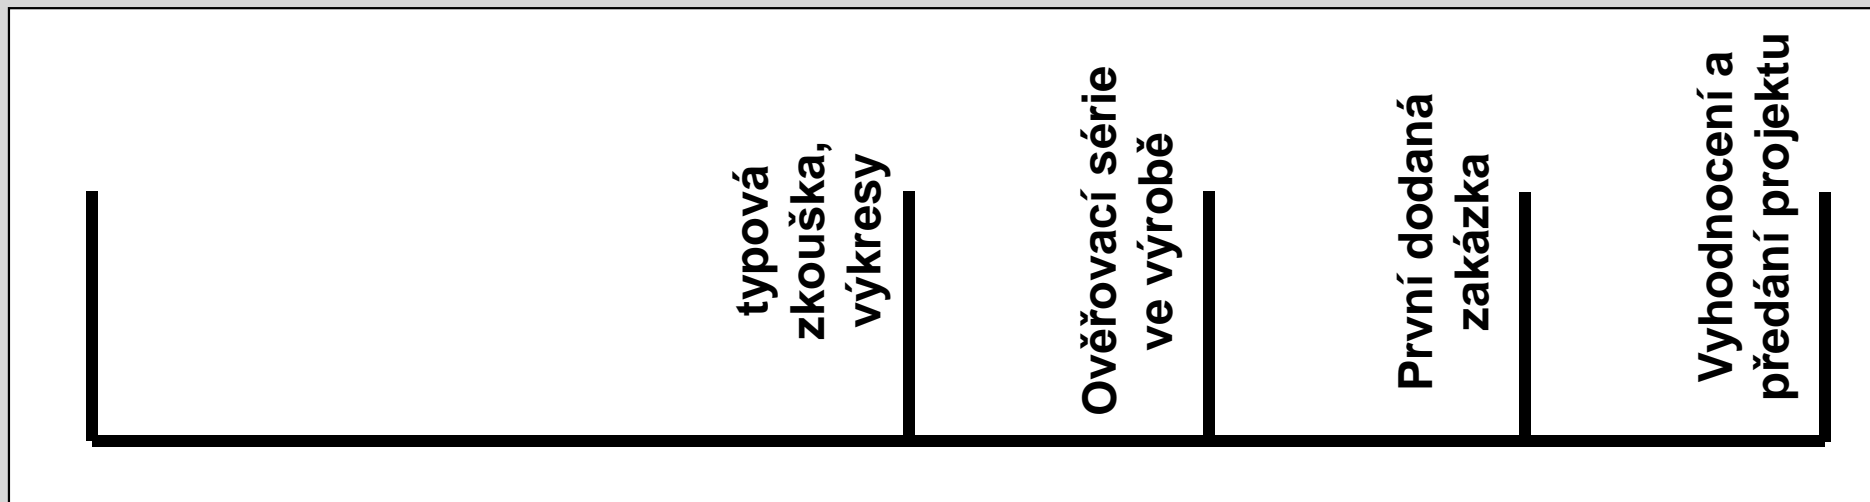 typová
zkouška,
výkresy
Ověřovací série
ve výrobě
První dodaná
zakázka
Vyhodnocení a
předání projektu